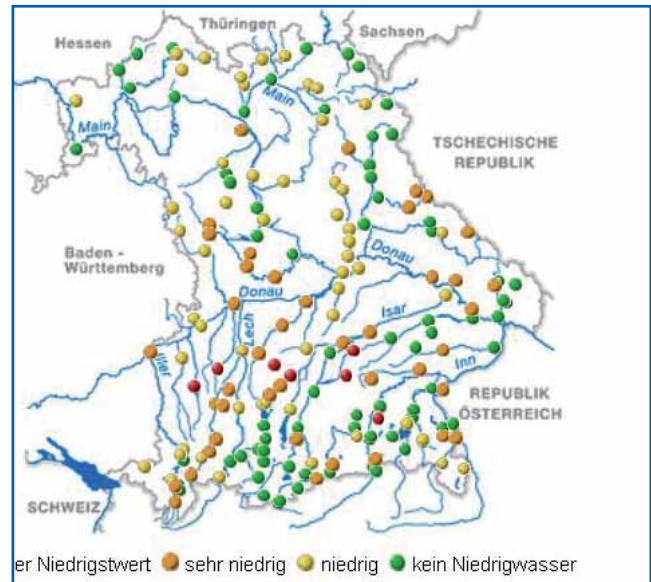 Thüringen
Sachsen
Hessen
Main
Main
TSCHECHISCHE
REPUBLIK
Baden -
Württemberg
Donau
Donau
Isar
Lech
Iller
Inn
REPUBLIK
ÖSTERREICH
SCHWEIZ
er Niedrigstwert sehr niedrig niedrig kein Niedrigwasser